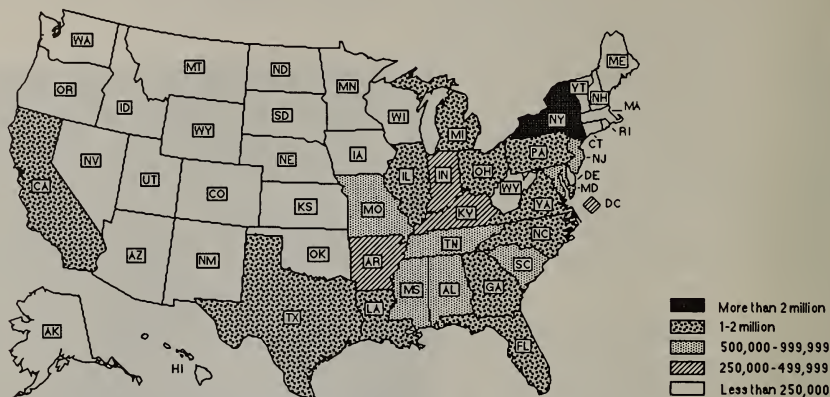 WA
MT
ND
MN
ME
OR
ID
WY
SD
WI
MI
NY
YT
NH
MA
RI
CT
NJ
DE
MD
DC
NV
UT
CO
NE
IA
IL
IN
OH
PA
CA
KS
MO
KY
WY
YA
AZ
NM
OK
AR
TN
NC
TX
LA
MS
AL
GA
SC
FL
AK
HI
More than 2 million
1-2 million
500,000-999,999
250,000-499,999
Less than 250,000